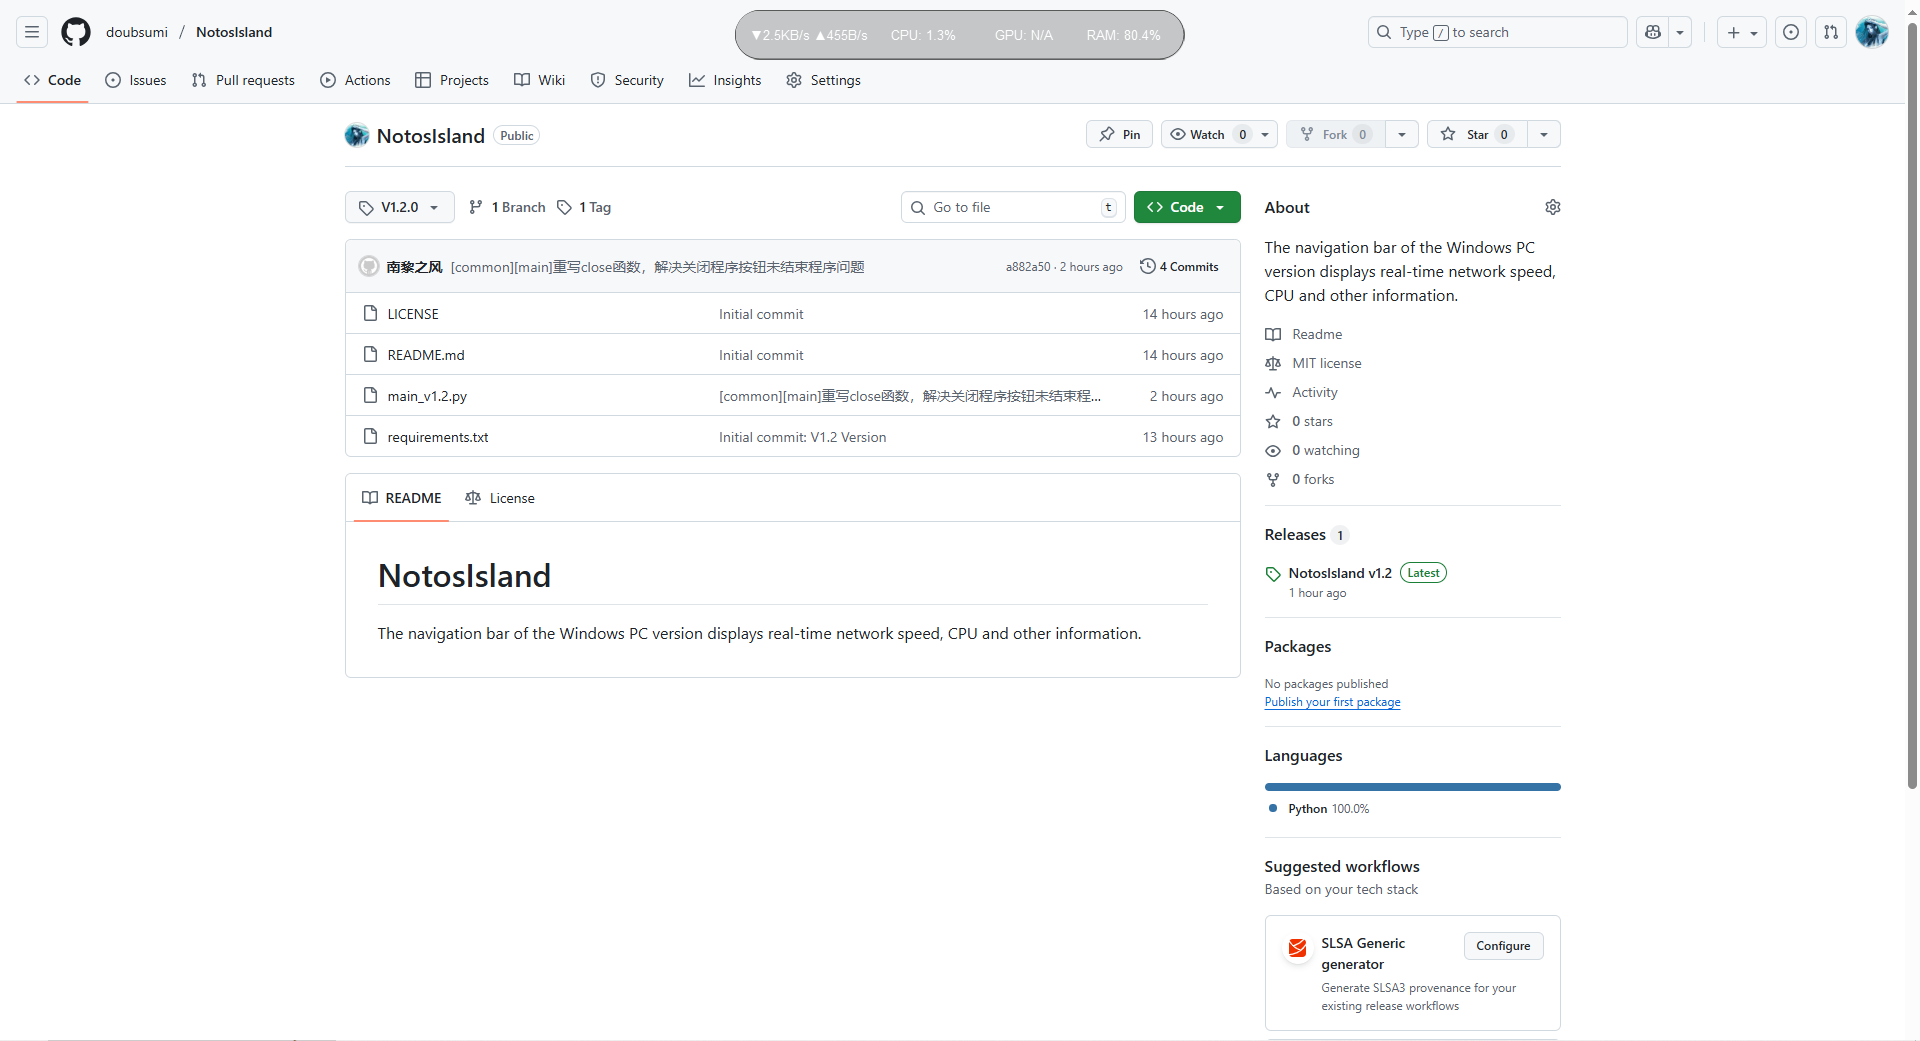 doubsumi / NotosIsland
▼2.5KB/s ▲455B/s CPU: 1.3% GPU: N/A RAM: 80.4%
Type / to search
Code Issues Pull requests Actions Projects Wiki Security Insights Settings
NotosIsland Public
Pin Watch 0 Fork 0 Star 0
V1.2.0 1 Branch 1 Tag
Go to file t Code
南黎之风 [common][main]重写close函数，解决关闭程序按钮未结束程序问题 a882a50 · 2 hours ago 4 Commits
LICENSE Initial commit 14 hours ago
README.md Initial commit 14 hours ago
main_v1.2.py [common][main]重写close函数，解决关闭程序按钮未结束程... 2 hours ago
requirements.txt Initial commit: V1.2 Version 13 hours ago
README License
NotosIsland
The navigation bar of the Windows PC version displays real-time network speed, CPU and other information.
About
The navigation bar of the Windows PC
version displays real-time network speed,
CPU and other information.
Readme
MIT license
Activity
0 stars
0 watching
0 forks
Releases 1
NotosIsland v1.2 Latest
1 hour ago
Packages
No packages published
Publish your first package
Languages
Python 100.0%
Suggested workflows
Based on your tech stack
SLSA Generic
generator
Configure
Generate SLSA3 provenance for your
existing release workflows